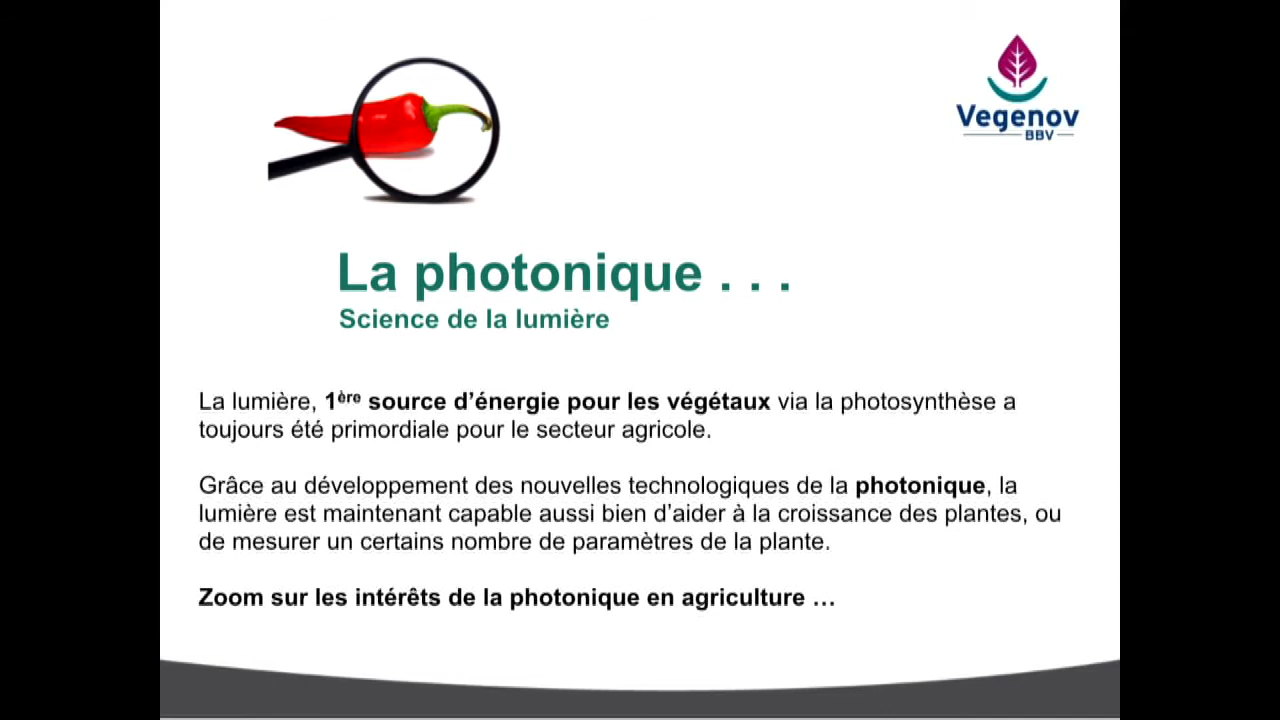 Vegenov
BBV
La photonique . . .
Science de la lumière
La lumière, 1ère source d’énergie pour les végétaux via la photosynthèse a
toujours été primordiale pour le secteur agricole.
Grâce au développement des nouvelles technologiques de la photonique, la
lumière est maintenant capable aussi bien d’aider à la croissance des plantes, ou
de mesurer un certains nombre de paramètres de la plante.
Zoom sur les intérêts de la photonique en agriculture …